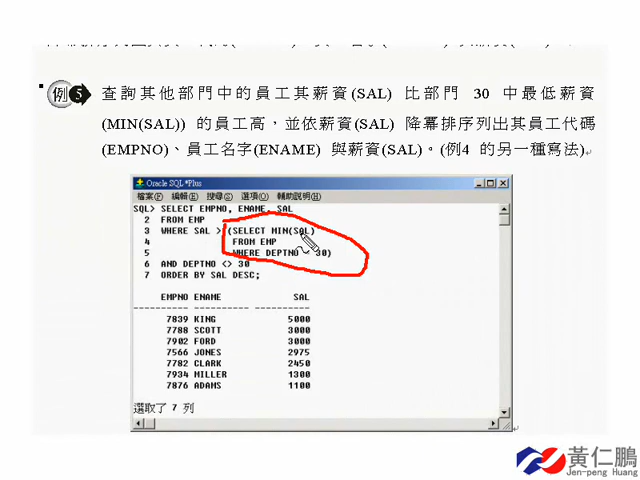 例 5 查詢其他部門中的員工其薪資(SAL) 比部門 30 中最低薪資
(MIN(SAL)) 的員工高，並依薪資(SAL) 降冪排序列出其員工代碼
(EMPNO)、員工名字(ENAME) 與薪資(SAL)。(例4 的另一種寫法)
Oracle SQL*Plus
檔案(F) 編輯(E) 搜尋(S) 選項(O) 輔助說明(H)
SQL> SELECT EMPNO, ENAME, SAL
2 FROM EMP
3 WHERE SAL > (SELECT MIN(SAL)
4 FROM EMP
5 WHERE DEPTNO 30)
6 AND DEPTNO <> 30
7 ORDER BY SAL DESC;
EMPNO ENAME SAL
7839 KING 5000
7788 SCOTT 3000
7902 FORD 3000
7566 JONES 2975
7782 CLARK 2450
7934 MILLER 1300
7876 ADAMS 1100
選取了 7 列
黃仁鵬
Jen-peng Huang